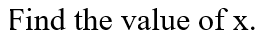 Find the value of x.